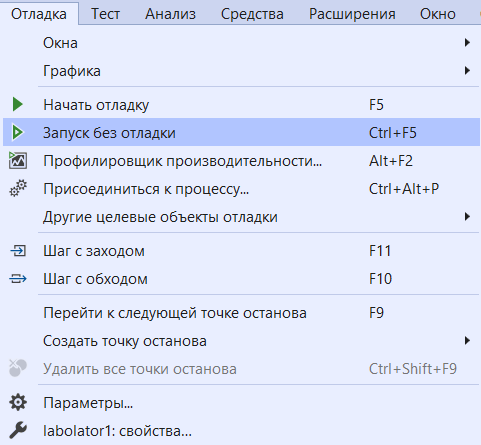 Отладка Тест Анализ Средства Расширения Окно
Окна
Графика
Начать отладку F5
Запуск без отладки Ctrl+F5
Профилировщик производительности... Alt+F2
Присоединиться к процессу... Ctrl+Alt+P
Другие целевые объекты отладки
Шаг с заходом F11
Шаг с обходом F10
Перейти к следующей точке останова F9
Создать точку останова
Удалить все точки останова Ctrl+Shift+F9
Параметры...
labolator1: свойства...